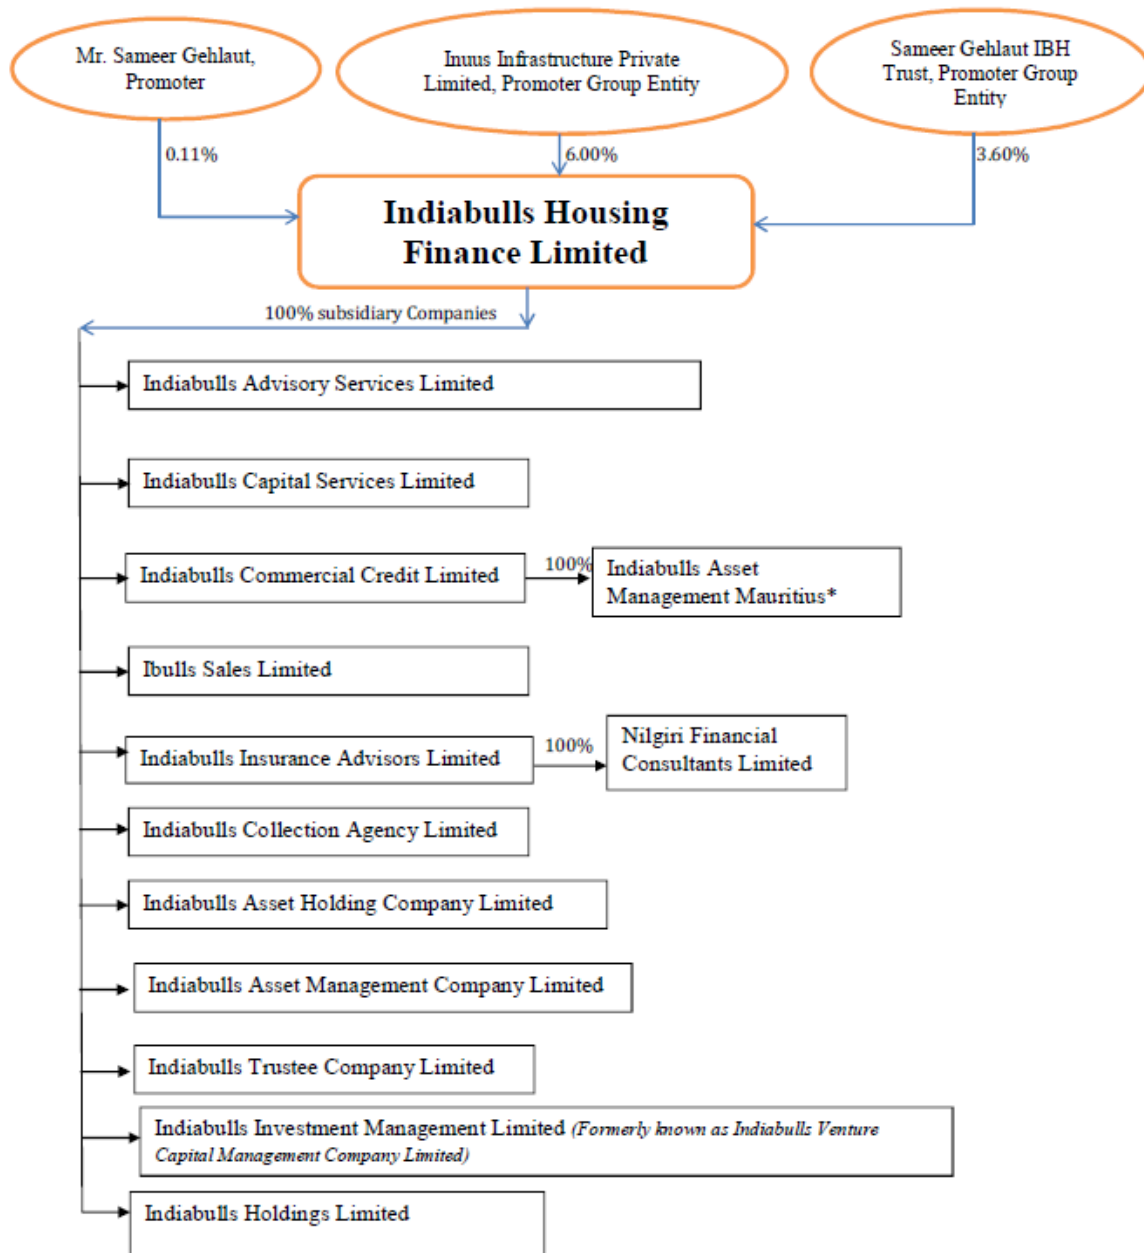 Mr. Sameer Gehlaut,
Promoter
Inuus Infrastructure Private
Limited, Promoter Group Entity
Sameer Gehlaut IBH
Trust, Promoter Group
Entity
0.11%
6.00%
3.60%
Indiabulls Housing
Finance Limited
100% subsidiary Companies
Indiabulls Advisory Services Limited
Indiabulls Capital Services Limited
Indiabulls Commercial Credit Limited
100%
Indiabulls Asset
Management Mauritius*
Ibulls Sales Limited
Indiabulls Insurance Advisors Limited
100%
Nilgiri Financial
Consultants Limited
Indiabulls Collection Agency Limited
Indiabulls Asset Holding Company Limited
Indiabulls Asset Management Company Limited
Indiabulls Trustee Company Limited
Indiabulls Investment Management Limited (Formerly known as Indiabulls Venture
Capital Management Company Limited)
Indiabulls Holdings Limited